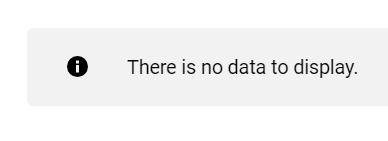 There is no data to display.